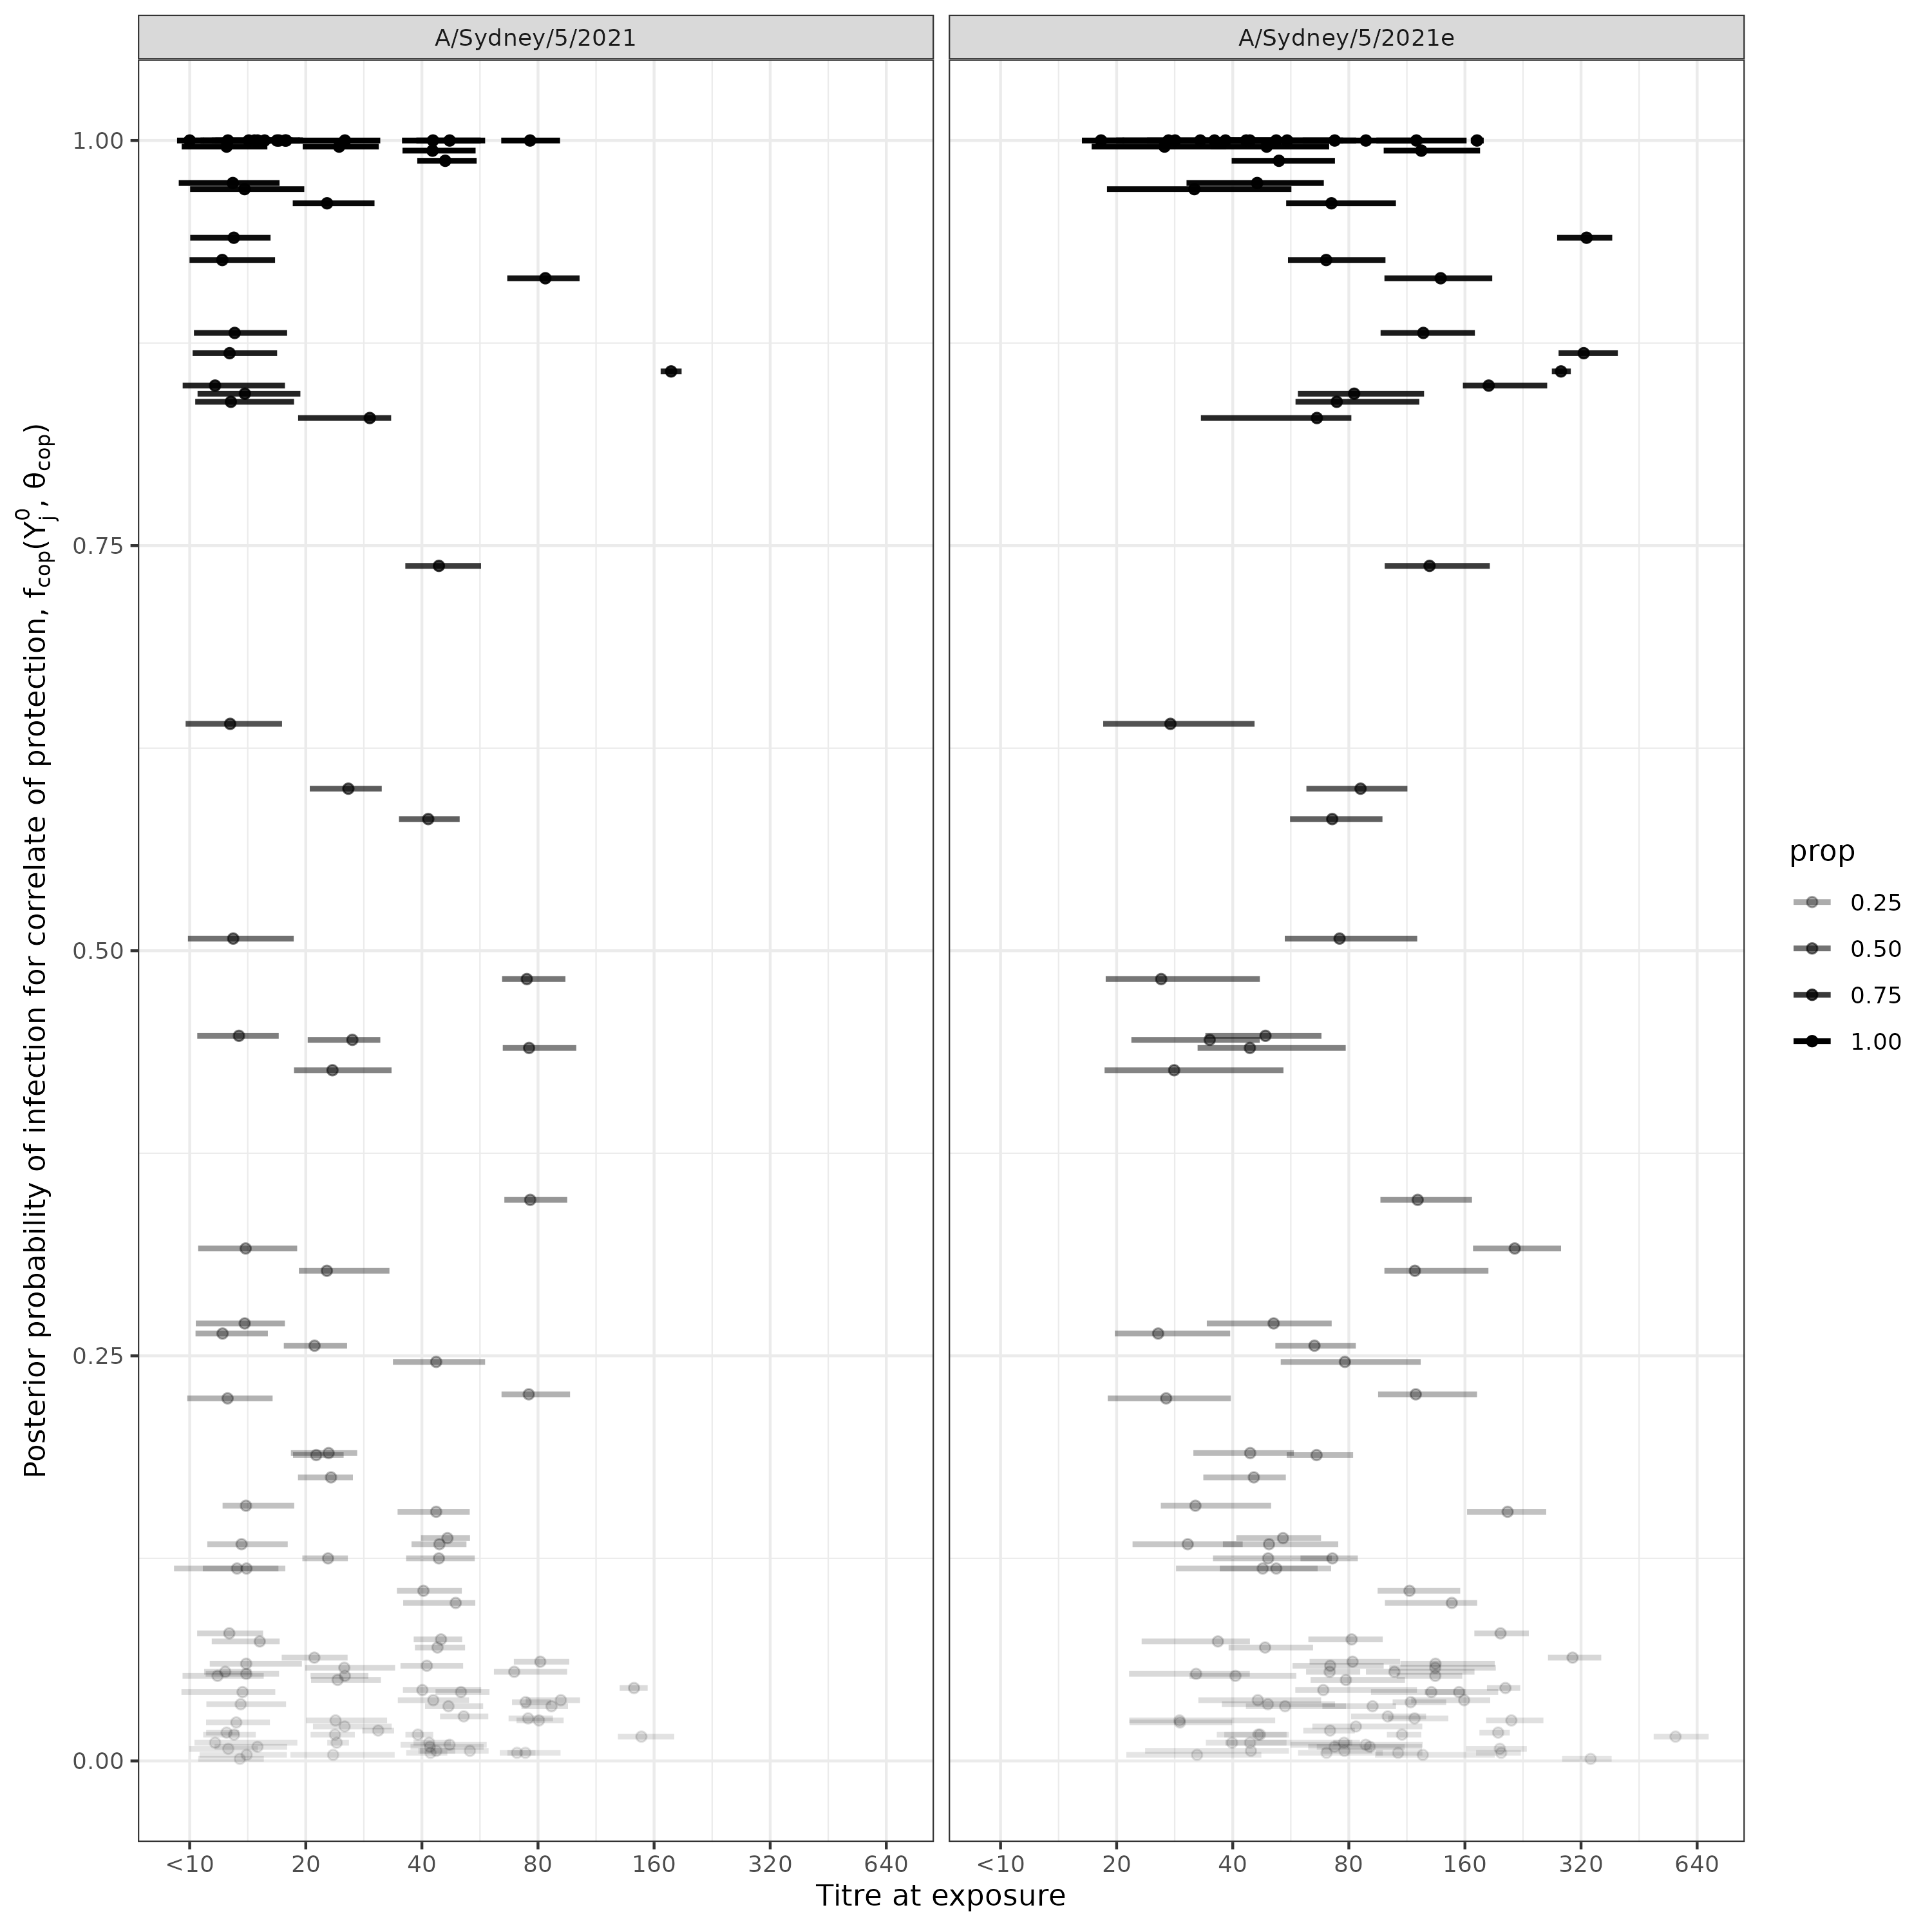 A/Sydney/5/2021
A/Sydney/5/2021e
Posterior probability of infection for correlate of protection, f_cop(Y_j^0, θ_cop)
1.00
0.75
0.50
0.25
0.00
<10 20 40 80 160 320 640
<10 20 40 80 160 320 640
Titre at exposure
prop
0.25
0.50
0.75
1.00